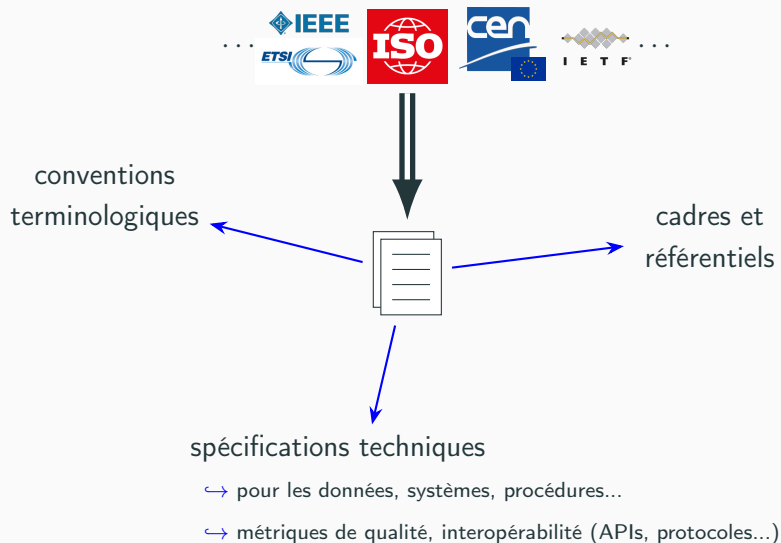 ... IEEE ISO cen IETF ...
ETSI
conventions
terminologiques
cadres et
référentiels
spécifications techniques
↪ pour les données, systèmes, procédures...
↪ métriques de qualité, interopérabilité (APIs, protocoles...)